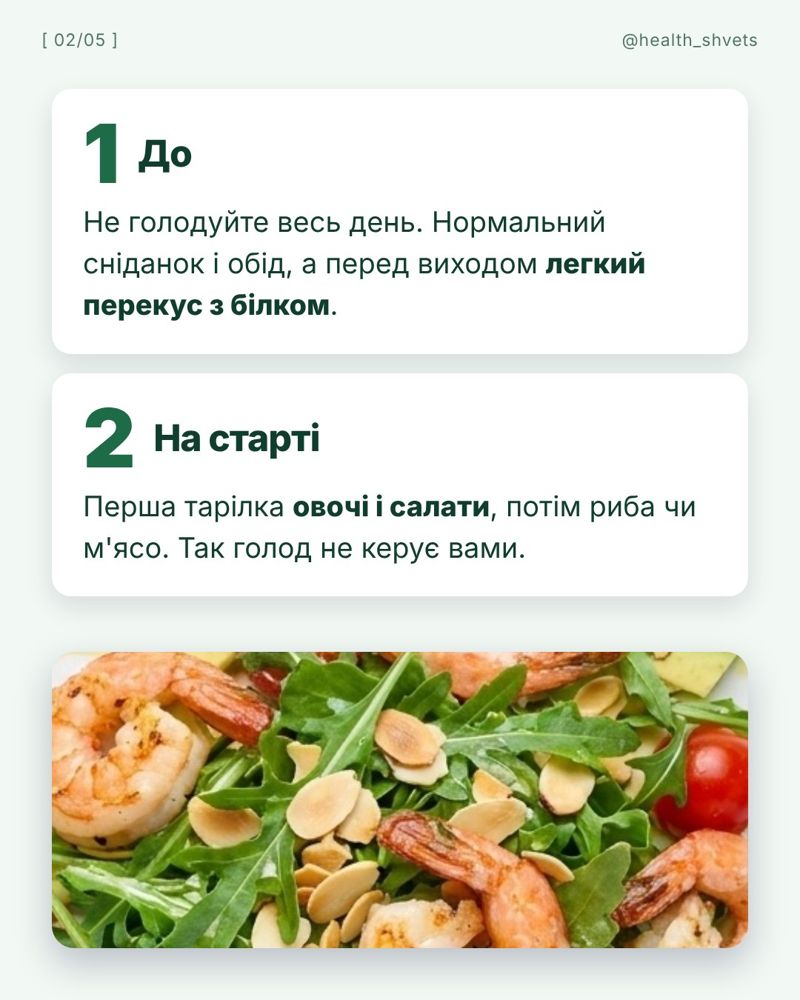 [ 02/05 ]
@health_shvets
1 До
Не голодуйте весь день. Нормальний
сніданок і обід, а перед виходом легкий
перекус з білком.
2 На старті
Перша тарілка овочі і салати, потім риба чи
м'ясо. Так голод не керує вами.